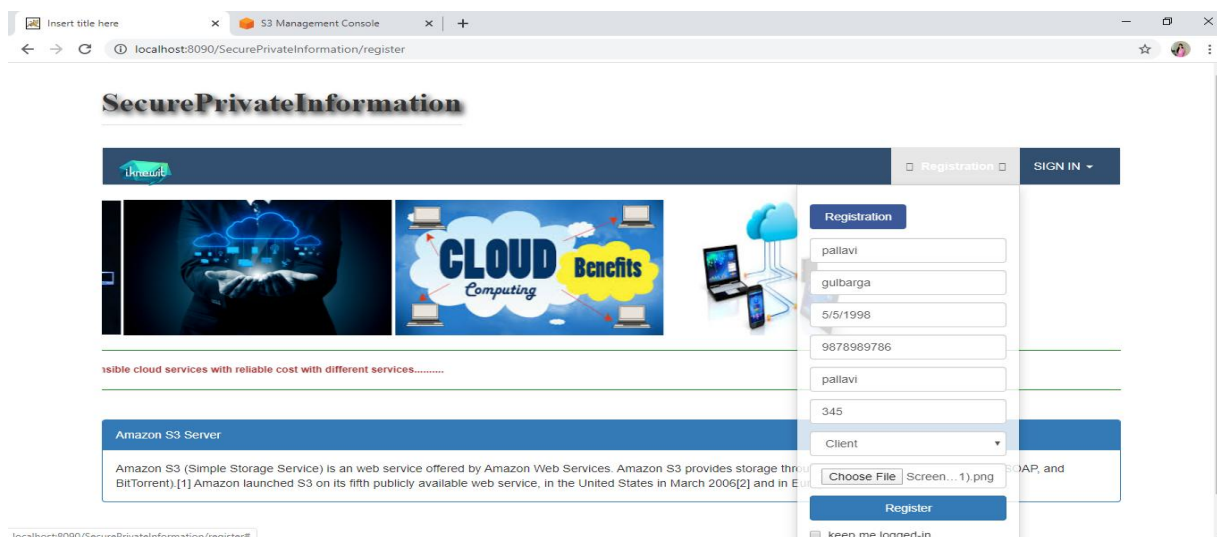 Insert title here
S3 Management Console
localhost:8090/SecurePrivateInformation/register
SecurePrivateInformation
iknewit
Registration
SIGN IN
CLOUD
Computing
Benefits
Registration
pallavi
gulbarga
5/5/1998
9878989786
pallavi
345
Client
Choose File Screen...1).png
Register
keep me logged-in
nsible cloud services with reliable cost with different services..........
Amazon S3 Server
Amazon S3 (Simple Storage Service) is an web service offered by Amazon Web Services. Amazon S3 provides storage throu OAP, and
BitTorrent).[1] Amazon launched S3 on its fifth publicly available web service, in the United States in March 2006[2] and in Eu
localhost:8090/SecurePrivateInformation/register#